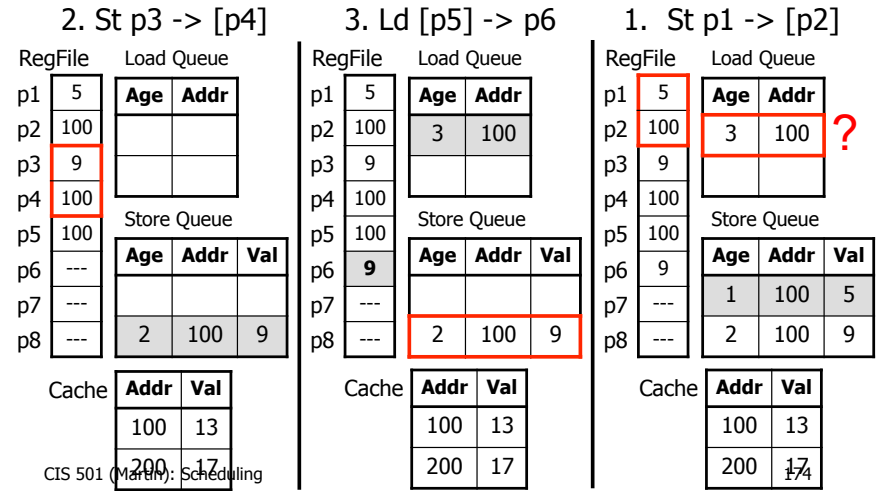 2. St p3 -> [p4]
RegFile Load Queue
p1 5 Age Addr
p2 100
p3 9
p4 100
Store Queue
p5 100
Age Addr Val
p6 ---
p7 ---
p8 --- 2 100 9
Cache Addr Val
100 13
200 17
3. Ld [p5] -> p6
RegFile Load Queue
p1 5 Age Addr
p2 100 3 100
p3 9
p4 100
Store Queue
p5 100
Age Addr Val
p6 9
p7 ---
p8 --- 2 100 9
Cache Addr Val
100 13
200 17
1. St p1 -> [p2]
RegFile Load Queue
p1 5 Age Addr
p2 100 3 100 ?
p3 9
p4 100
Store Queue
p5 100
Age Addr Val
p6 9
p7 --- 1 100 5
p8 --- 2 100 9
Cache Addr Val
100 13
200 17
CIS 501 (Martin): Scheduling
174